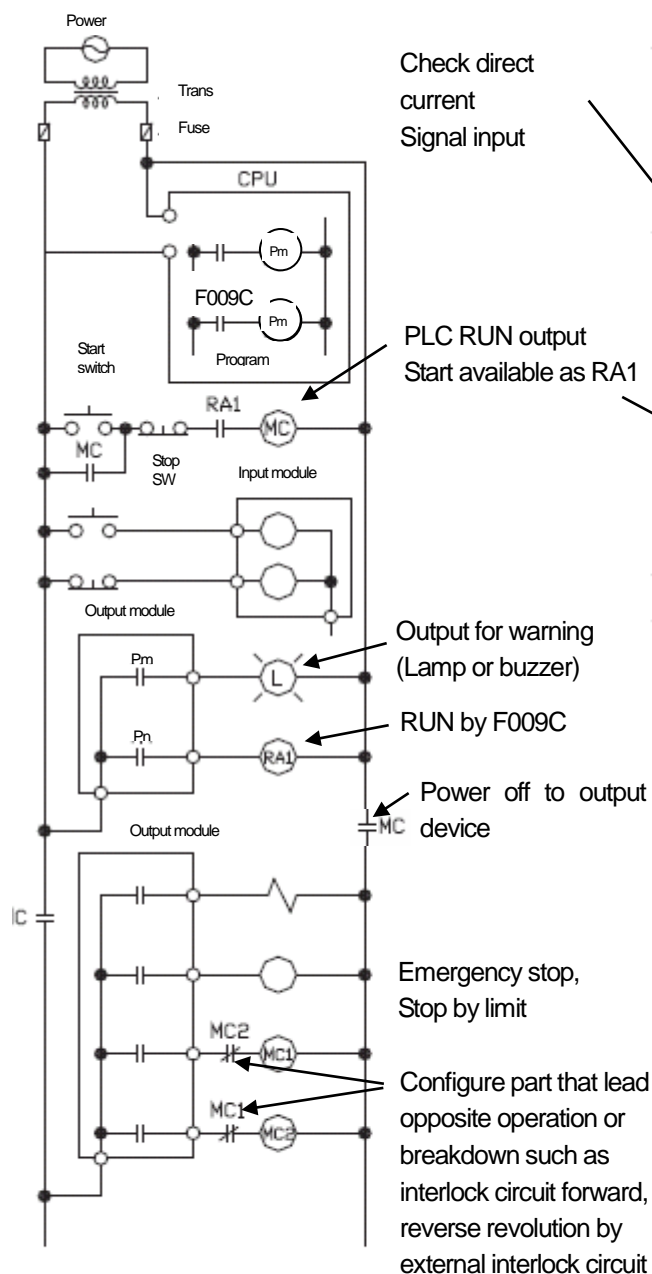 Power
Trans
Fuse
Check direct
current
Signal input
CPU
Pm
F009C
Pm
Program
Start
switch
PLC RUN output
Start available as RA1
RA1
MC
MC
Stop
SW
Input module
Output module
Pm
L
Output for warning
(Lamp or buzzer)
Pn
RA1
RUN by F009C
Power off to output
device
MC
Output module
Emergency stop,
Stop by limit
MC2
MC1
MC1
MC2
Configure part that lead
opposite operation or
breakdown such as
interlock circuit forward,
reverse revolution by
external interlock circuit